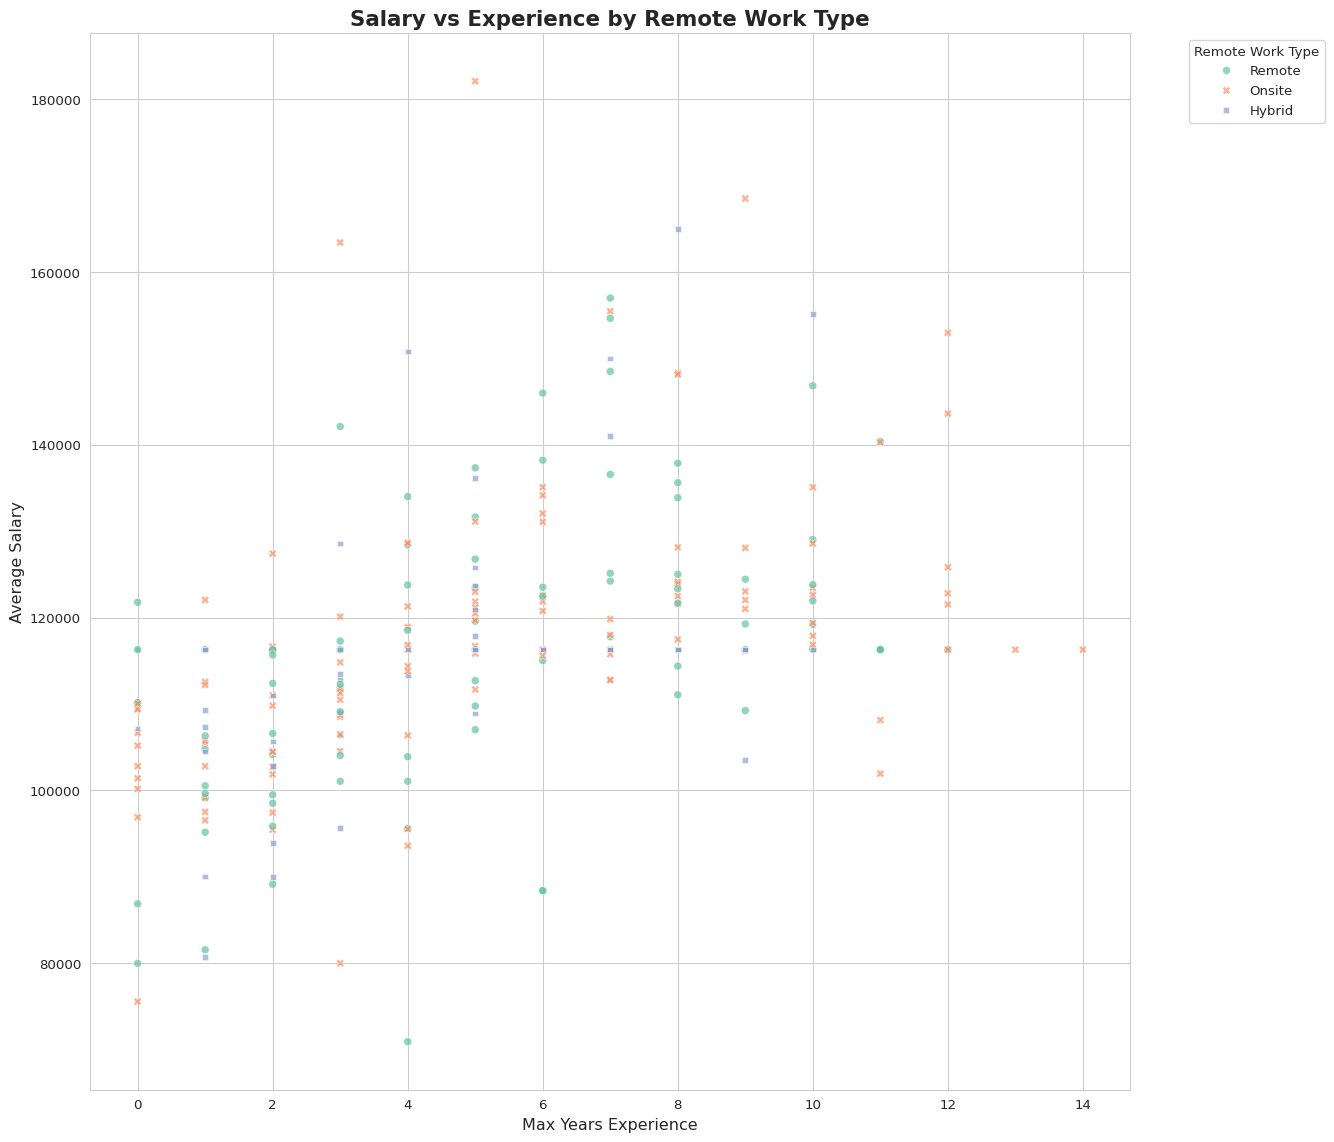 Salary vs Experience by Remote Work Type
Remote Work Type
Remote
Onsite
Hybrid
180000
160000
140000
120000
100000
80000
Average Salary
0 2 4 6 8 10 12 14
Max Years Experience